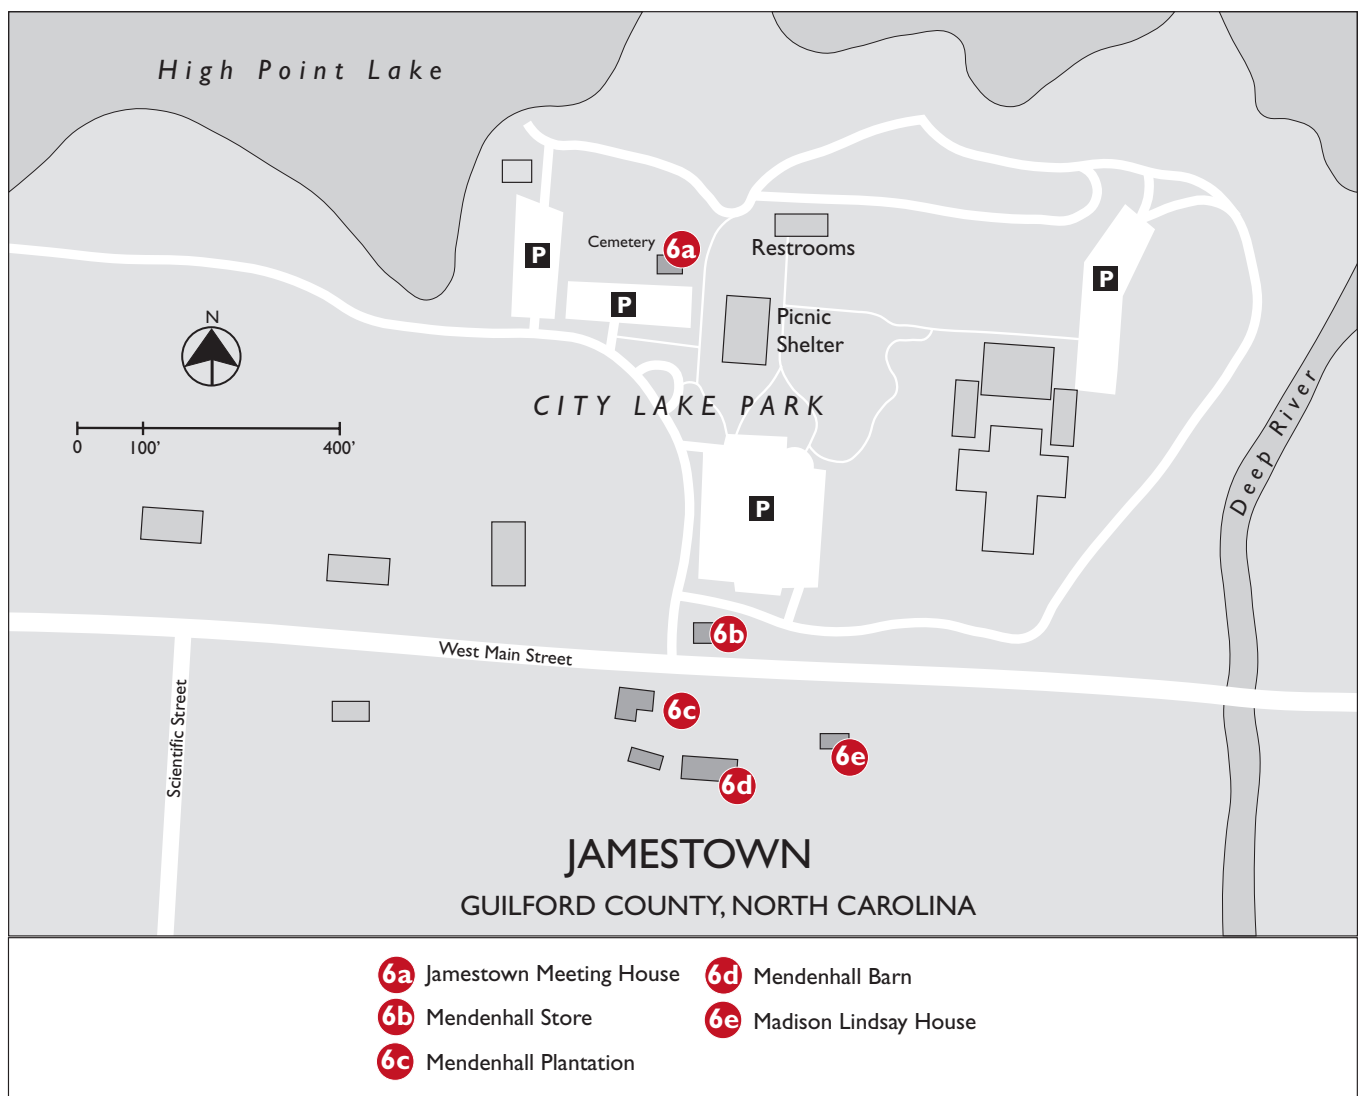 High Point Lake
Cemetery
6a
Restrooms
P
P
P
Picnic
Shelter
N
CITY LAKE PARK
0
100'
400'
Deep River
P
6b
West Main Street
Scientific Street
6c
6e
6d
JAMESTOWN
GUILFORD COUNTY, NORTH CAROLINA
6a Jamestown Meeting House
6b Mendenhall Store
6c Mendenhall Plantation
6d Mendenhall Barn
6e Madison Lindsay House